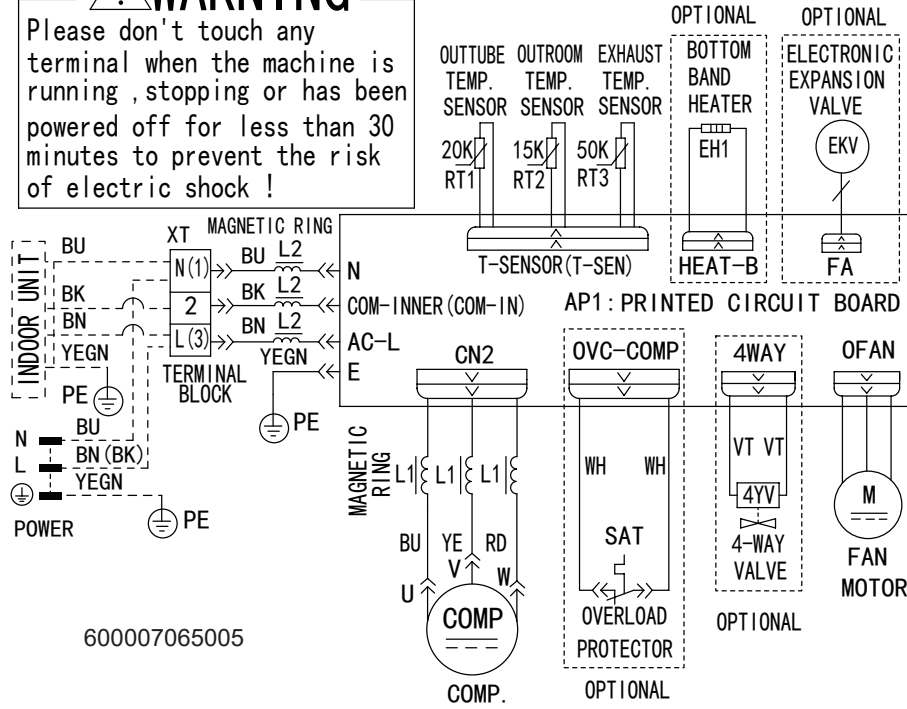 WARNING
Please don't touch any
terminal when the machine is
running ,stopping or has been
powered off for less than 30
minutes to prevent the risk
of electric shock !
OUTTUBE TEMP. SENSOR
OUTROOM TEMP. SENSOR
EXHAUST TEMP. SENSOR
20K RT1
15K RT2
50K RT3
T-SENSOR(T-SEN)
OPTIONAL
BOTTOM
BAND
HEATER
EH1
HEAT-B
OPTIONAL
ELECTRONIC
EXPANSION
VALVE
EKV
FA
AP1:PRINTED CIRCUIT BOARD
INDOOR UNIT
BU
BK
BN
YEGN
PE
XT
N(1)
2
L(3)
TERMINAL
BLOCK
MAGNETIC RING
BU L2
BK L2
BN L2
YEGN
PE
N
COM-INNER(COM-IN)
AC-L
E
N
L
POWER
BU
BN(BK)
YEGN
PE
CN2
MAGNETIC
RING
L1 L1 L1
BU YE RD
U V W
COMP
COMP.
OVC-COMP
WH WH
SAT
OVERLOAD
PROTECTOR
OPTIONAL
4WAY
VT VT
4YV
4-WAY
VALVE
OPTIONAL
OFAN
M
FAN
MOTOR
600007065005